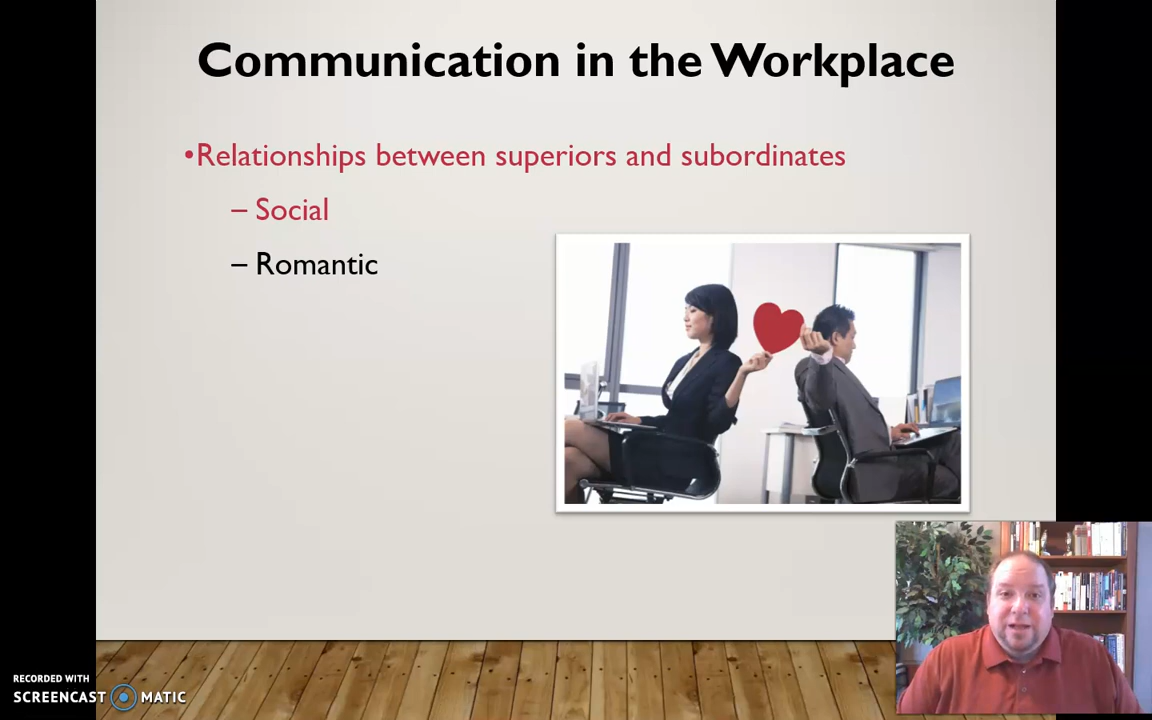 Communication in the Workplace
•Relationships between superiors and subordinates
– Social
– Romantic
RECORDED WITH
SCREENCAST MATIC